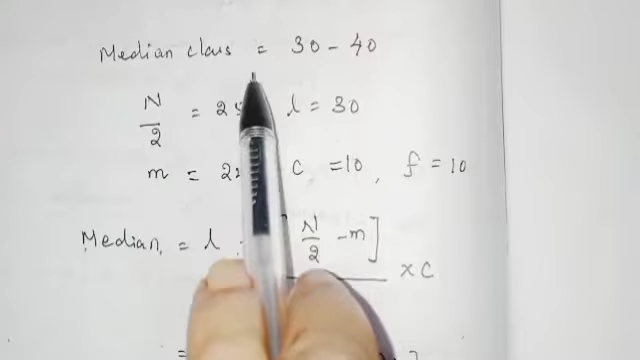 Median class = 30 - 40
N/2 = 2 l = 30
m = 2 C = 10, f = 10
Median = l [N/2 - m] × C
=